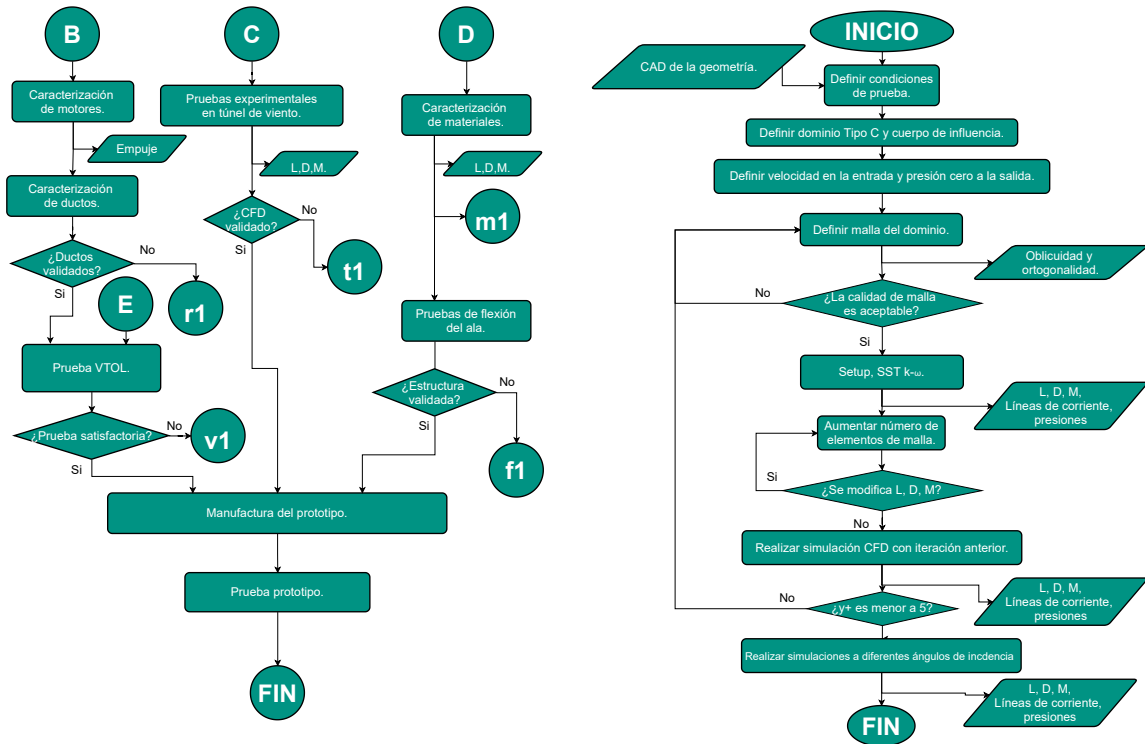 B
Caracterización
de motores.
Empuje
Caracterización
de ductos.
¿Ductos
validados?
No
Si
r1
E
Prueba VTOL.
¿Prueba satisfactoria?
No
v1
Si
C
Pruebas experimentales
en túnel de viento.
L,D,M.
¿CFD
validado?
No
Si
t1
D
Caracterización
de materiales.
L,D,M.
m1
Pruebas de flexión
del ala.
¿Estructura
validada?
No
Si
f1
Manufactura del prototipo.
Prueba prototipo.
FIN
INICIO
CAD de la geometría.
Definir condiciones
de prueba.
Definir dominio Tipo C y cuerpo de influencia.
Definir velocidad en la entrada y presión cero a la salida.
Definir malla del dominio.
Oblicuidad y
ortogonalidad.
No
¿La calidad de malla
es aceptable?
Si
Setup, SST k-ω.
L, D, M,
Líneas de corriente,
presiones
Aumentar número de
elementos de malla.
Si
¿Se modifica L, D, M?
No
Realizar simulación CFD con iteración anterior.
L, D, M,
Líneas de corriente,
presiones
No
¿y+ es menor a 5?
Realizar simulaciones a diferentes ángulos de incdencia
L, D, M,
Líneas de corriente,
presiones
FIN